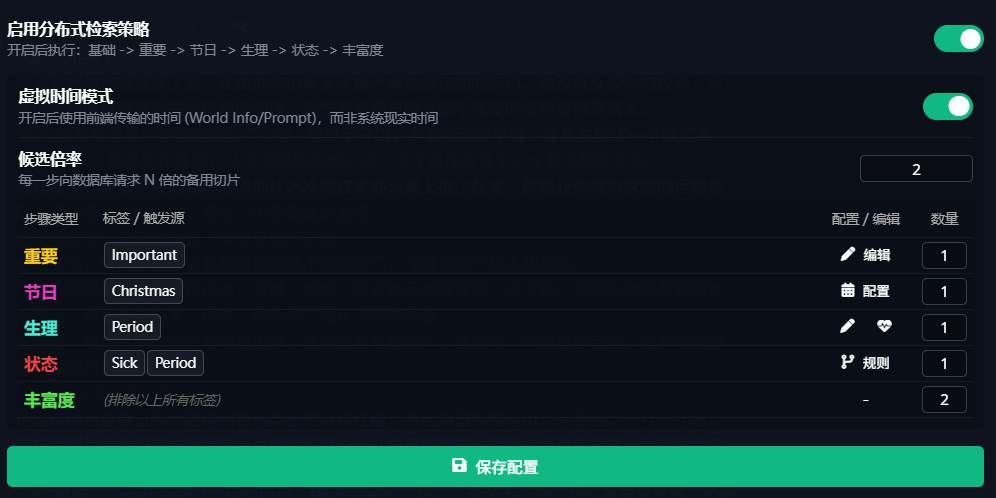 启用分布式检索策略
开启后执行：基础 -> 重要 -> 节日 -> 生理 -> 状态 -> 丰富度
虚拟时间模式
开启后使用前端传输的时间 (World Info/Prompt)，而非系统现实时间
候选倍率
每一步向数据库请求 N 倍的备用切片
2
步骤类型 标签 / 触发源 配置 / 编辑 数量
重要 Important 编辑 1
节日 Christmas 配置 1
生理 Period 1
状态 Sick Period 规则 1
丰富度 (排除以上所有标签) - 2
保存配置